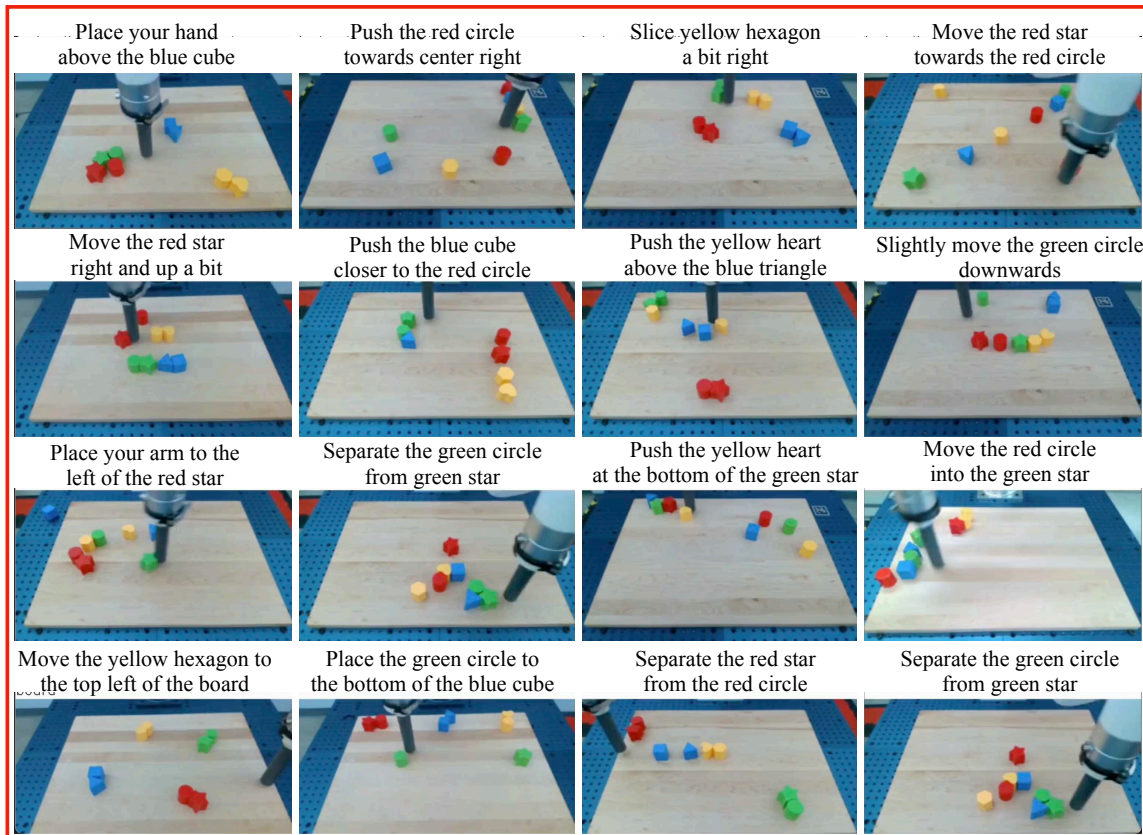 Place your hand
above the blue cube
Push the red circle
towards center right
Slice yellow hexagon
a bit right
Move the red star
towards the red circle
Move the red star
right and up a bit
Push the blue cube
closer to the red circle
Push the yellow heart
above the blue triangle
Slightly move the green circle
downwards
Place your arm to the
left of the red star
Separate the green circle
from green star
Push the yellow heart
at the bottom of the green star
Move the red circle
into the green star
Move the yellow hexagon to
the top left of the board
Place the green circle to
the bottom of the blue cube
Separate the red star
from the red circle
Separate the green circle
from green star